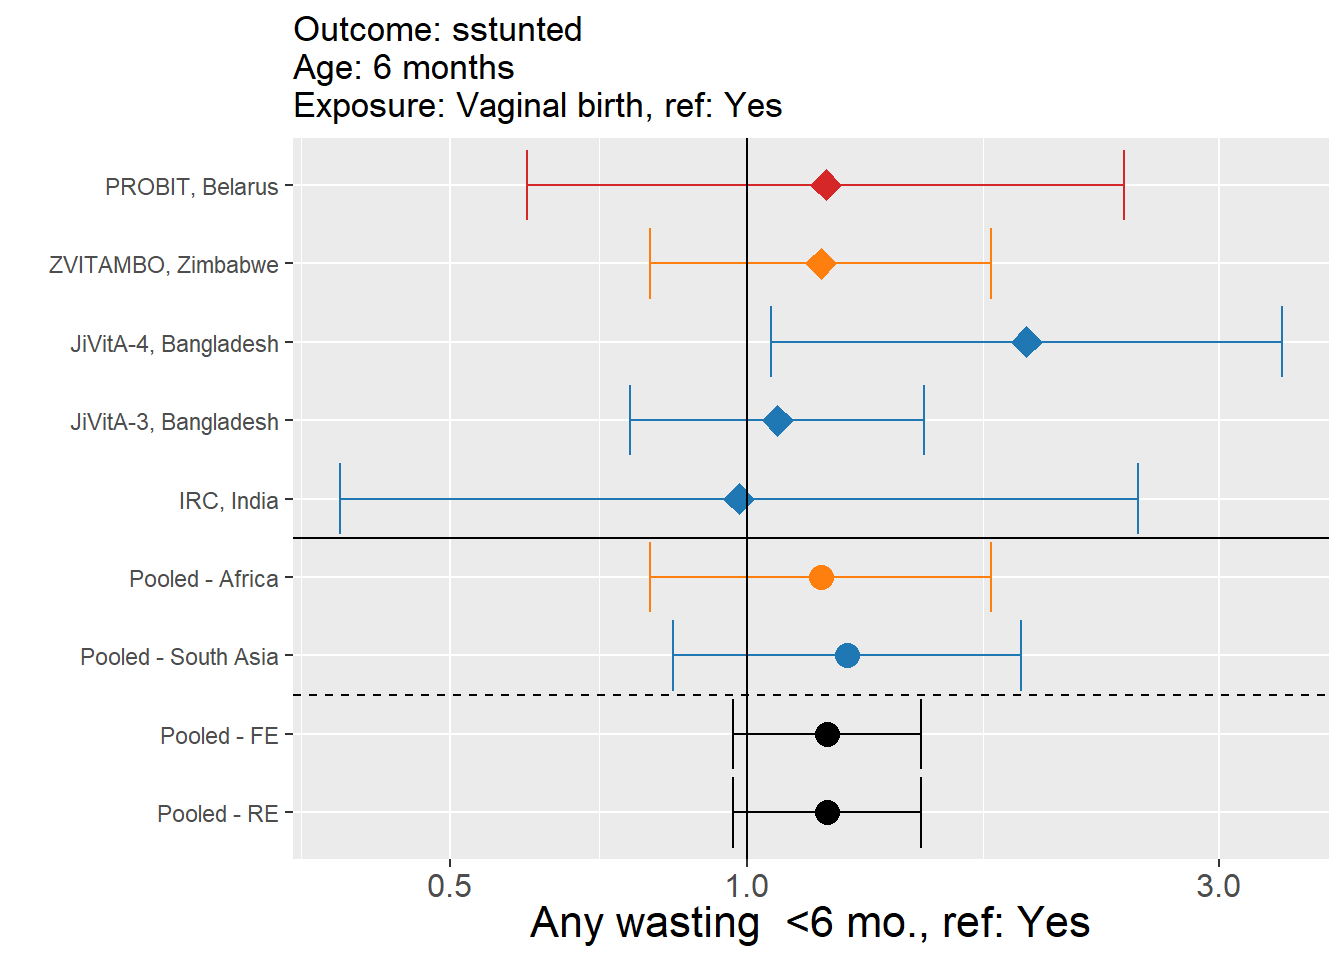 Outcome: sstunted
Age: 6 months
Exposure: Vaginal birth, ref: Yes
PROBIT, Belarus
ZVITAMBO, Zimbabwe
JiVitA-4, Bangladesh
JiVitA-3, Bangladesh
IRC, India
Pooled - Africa
Pooled - South Asia
Pooled - FE
Pooled - RE
0.5 1.0 3.0
Any wasting  <6 mo., ref: Yes